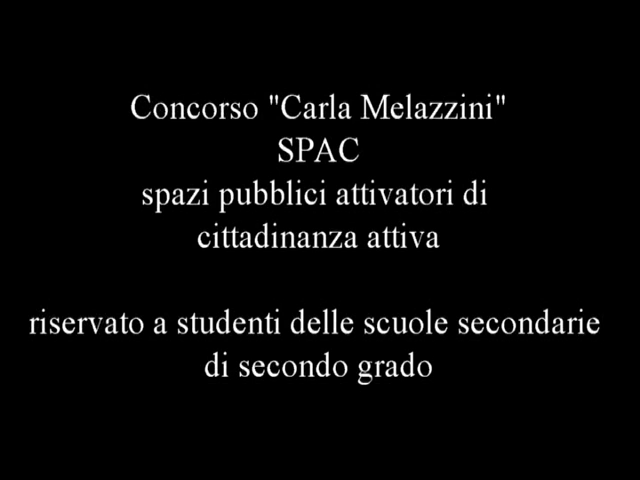 Concorso "Carla Melazzini"
SPAC
spazi pubblici attivatori di
cittadinanza attiva
riservato a studenti delle scuole secondarie
di secondo grado